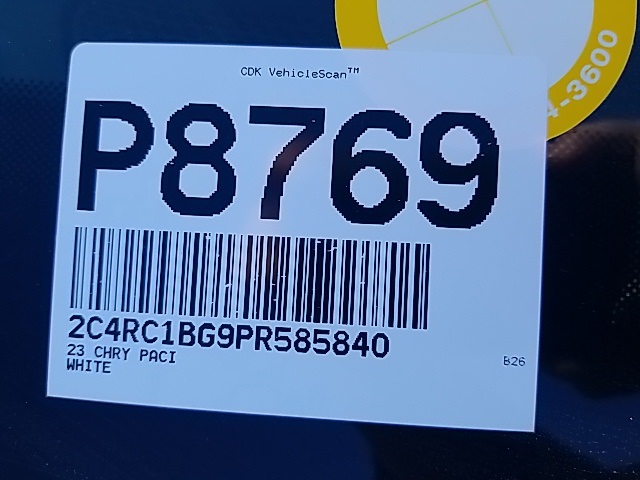 CDK VehicleScan™
P8769
2C4RC1BG9PR585840
23 CHRY PACI
WHITE
B26
4-3600